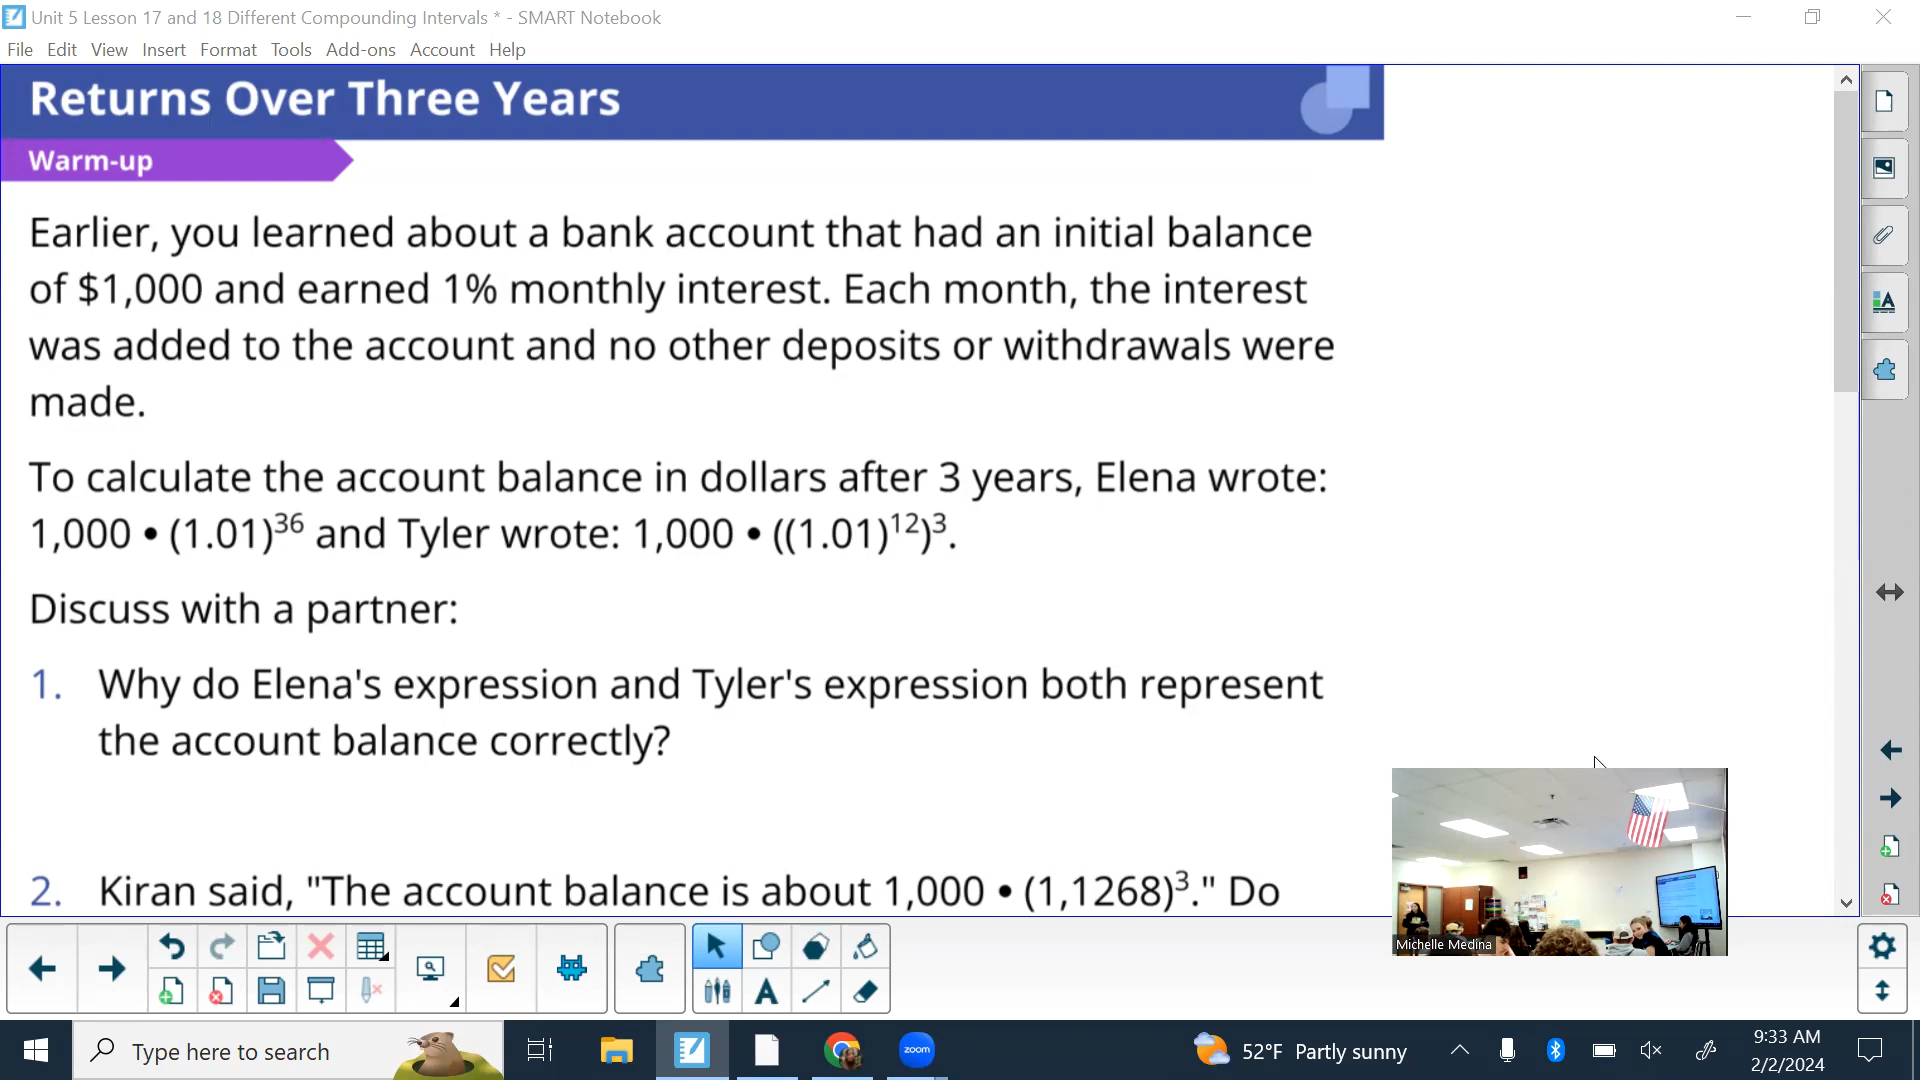 Unit 5 Lesson 17 and 18 Different Compounding Intervals * - SMART Notebook
File Edit View Insert Format Tools Add-ons Account Help
Returns Over Three Years
Warm-up
Earlier, you learned about a bank account that had an initial balance
of $1,000 and earned 1% monthly interest. Each month, the interest
was added to the account and no other deposits or withdrawals were
made.
To calculate the account balance in dollars after 3 years, Elena wrote:
1,000 • (1.01)³⁶ and Tyler wrote: 1,000 • ((1.01)¹²)³.
Discuss with a partner:
1. Why do Elena's expression and Tyler's expression both represent
the account balance correctly?
2. Kiran said, "The account balance is about 1,000 • (1,1268)³." Do
Michelle Medina
Type here to search
zoom
52°F Partly sunny
9:33 AM
2/2/2024